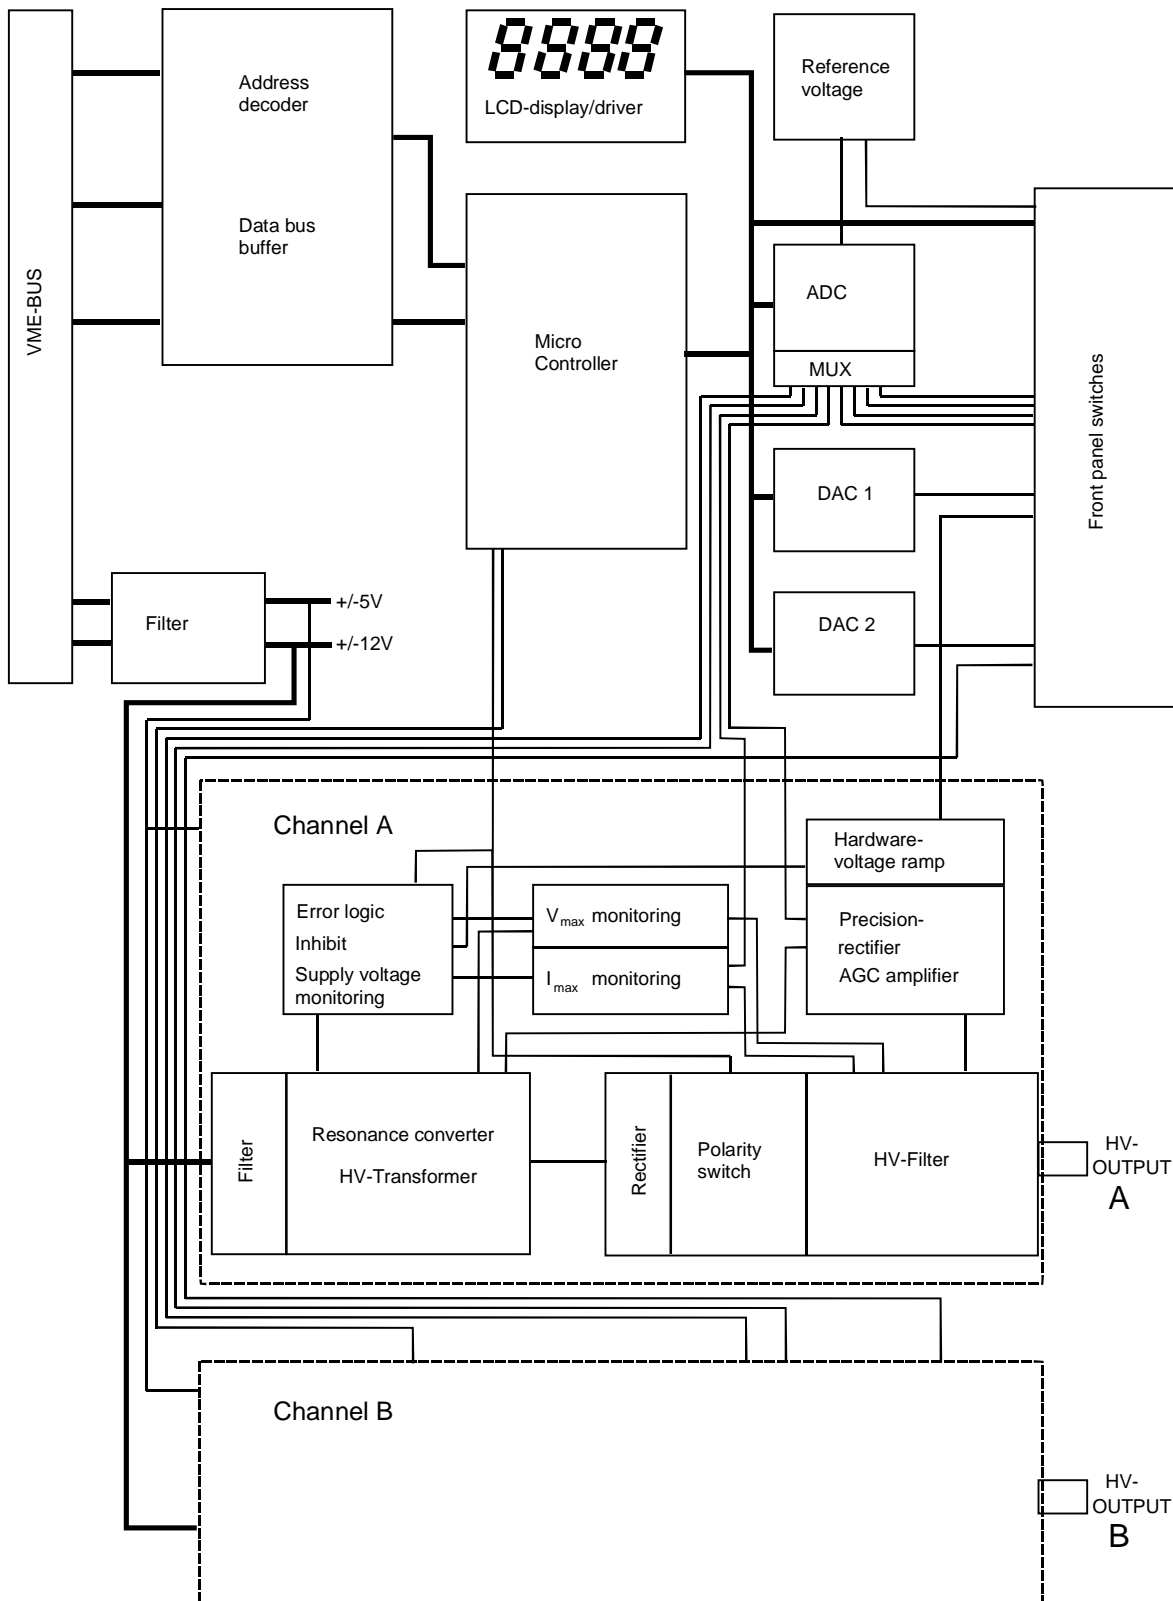 8888
LCD-display/driver
Address
decoder
Data bus
buffer
Reference
voltage
VME-BUS
Micro
Controller
ADC
MUX
DAC 1
DAC 2
Front panel switches
Filter
+/-5V
+/-12V
Channel A
Hardware-
voltage ramp
Error logic
Inhibit
Supply voltage
monitoring
Vmax monitoring
Imax monitoring
Precision-
rectifier
AGC amplifier
Filter
Resonance converter
HV-Transformer
Rectifier
Polarity
switch
HV-Filter
HV-
OUTPUT
A
Channel B
HV-
OUTPUT
B